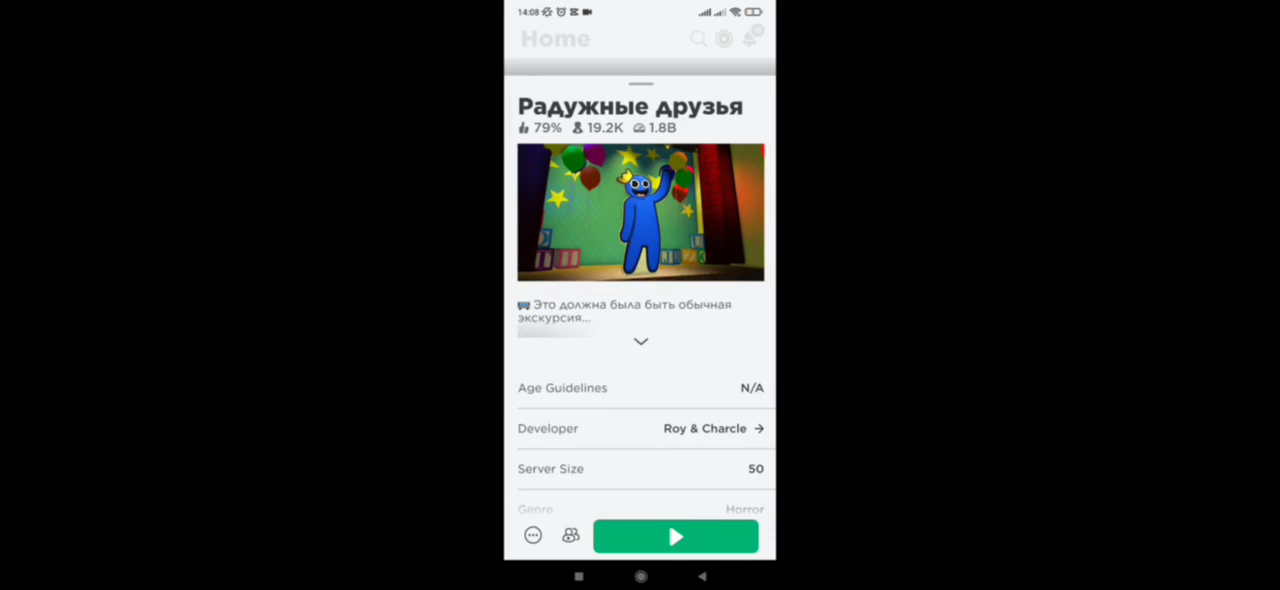 14:08
Home
Радужные друзья
79% 19.2K 1.8B
Это должна была быть обычная
экскурсия...
Age Guidelines N/A
Developer Roy & Charcle →
Server Size 50
Genre Horror